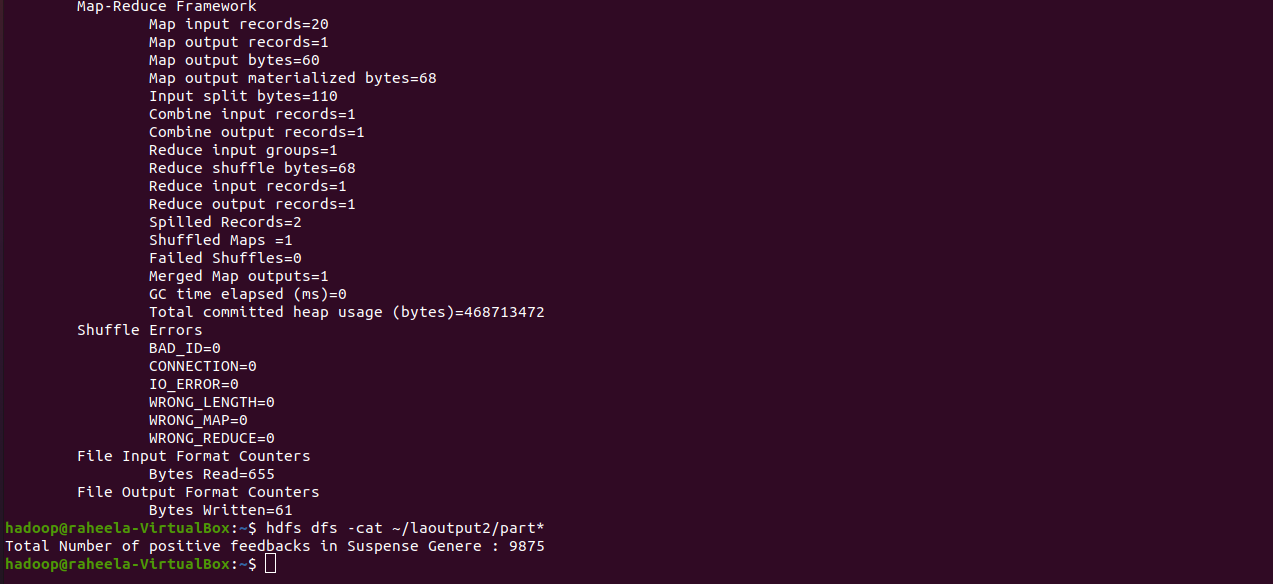 Map-Reduce Framework
Map input records=20
Map output records=1
Map output bytes=60
Map output materialized bytes=68
Input split bytes=110
Combine input records=1
Combine output records=1
Reduce input groups=1
Reduce shuffle bytes=68
Reduce input records=1
Reduce output records=1
Spilled Records=2
Shuffled Maps =1
Failed Shuffles=0
Merged Map outputs=1
GC time elapsed (ms)=0
Total committed heap usage (bytes)=468713472
Shuffle Errors
BAD_ID=0
CONNECTION=0
IO_ERROR=0
WRONG_LENGTH=0
WRONG_MAP=0
WRONG_REDUCE=0
File Input Format Counters
Bytes Read=655
File Output Format Counters
Bytes Written=61
hadoop@raheela-VirtualBox:~$ hdfs dfs -cat ~/laoutput2/part*
Total Number of positive feedbacks in Suspense Genere : 9875
hadoop@raheela-VirtualBox:~$